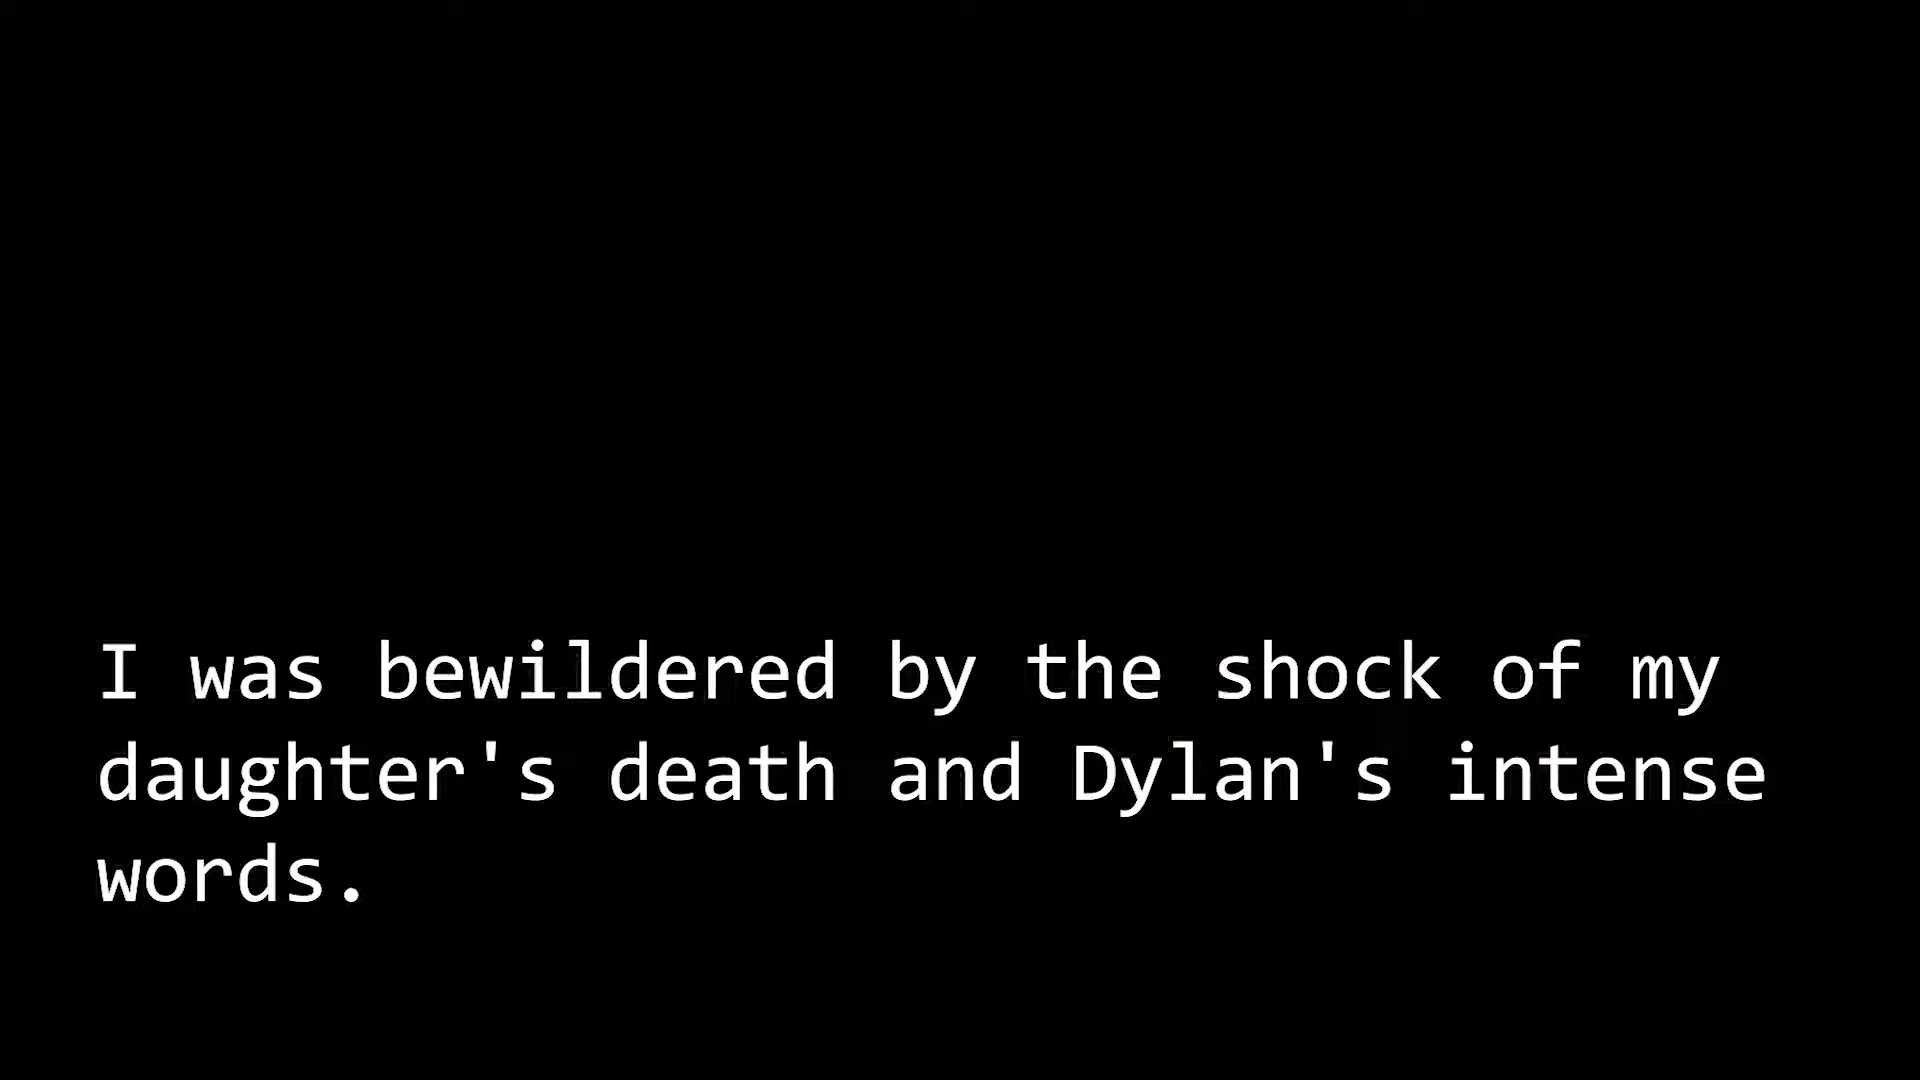 I was bewildered by the shock of my
daughter's death and Dylan's intense
words.